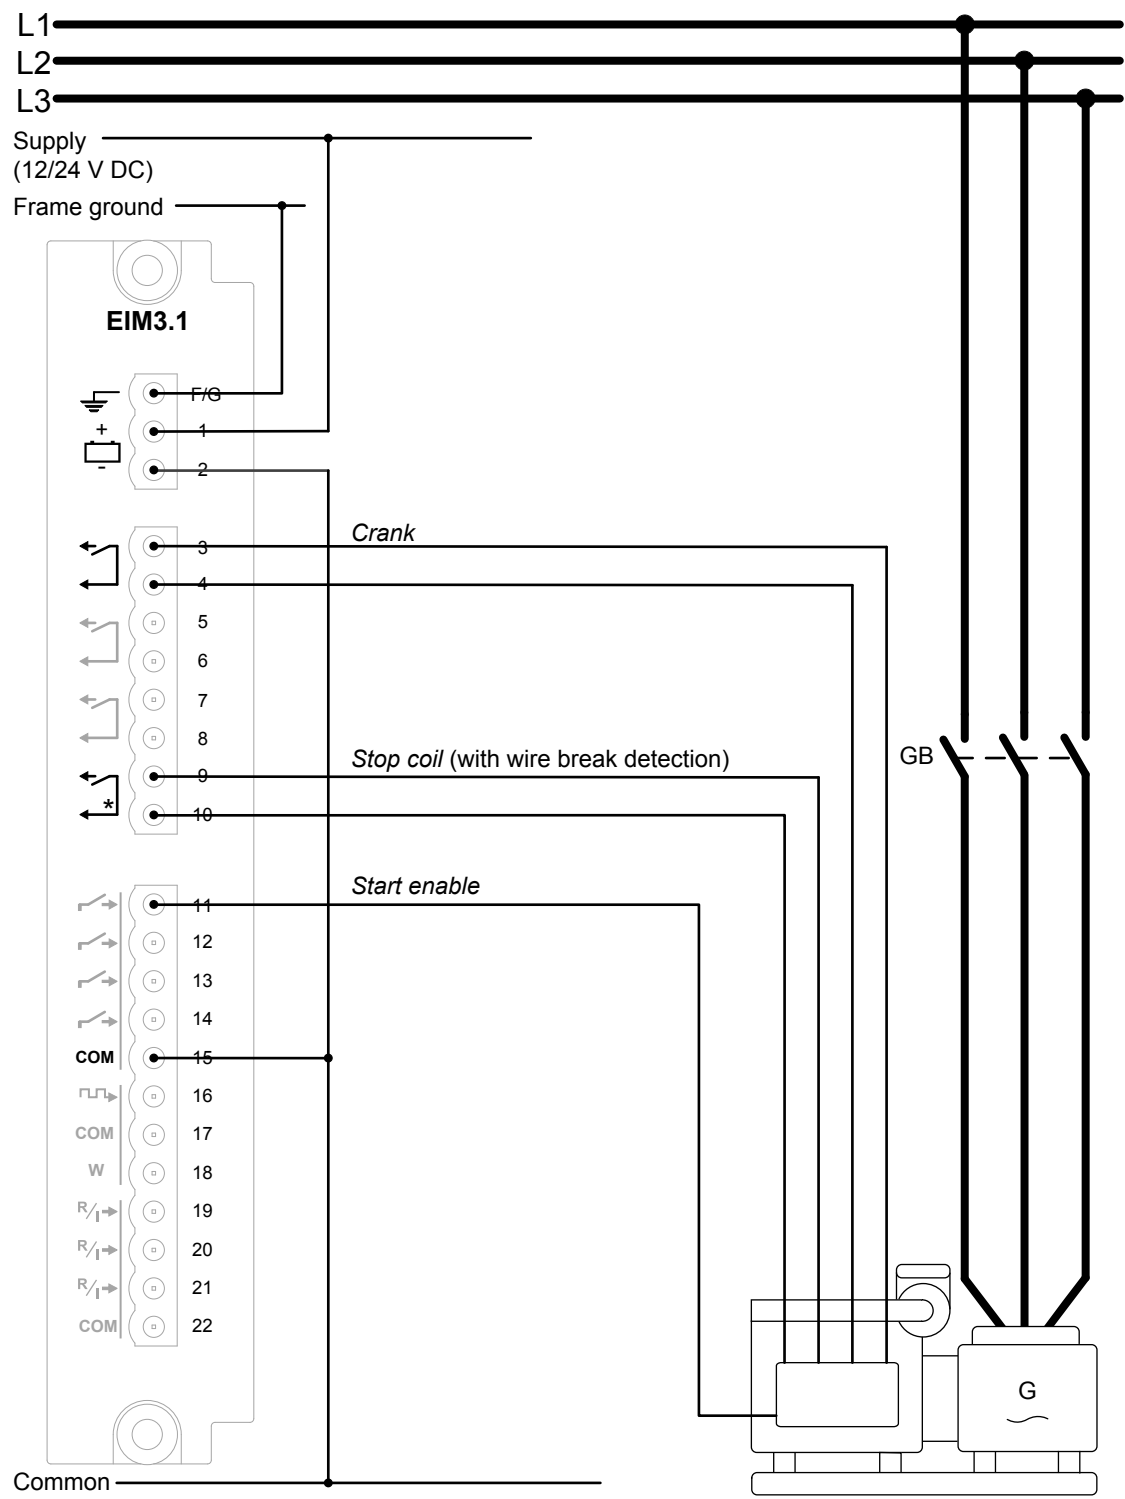 L1
L2
L3
Supply
(12/24 V DC)
Frame ground
EIM3.1
F/G
+
1
-
2
Crank
3
4
5
6
7
8
Stop coil (with wire break detection)
GB
9
*
10
Start enable
11
12
13
14
COM 15
16
COM 17
W 18
R/I 19
R/I 20
R/I 21
COM 22
G
Common